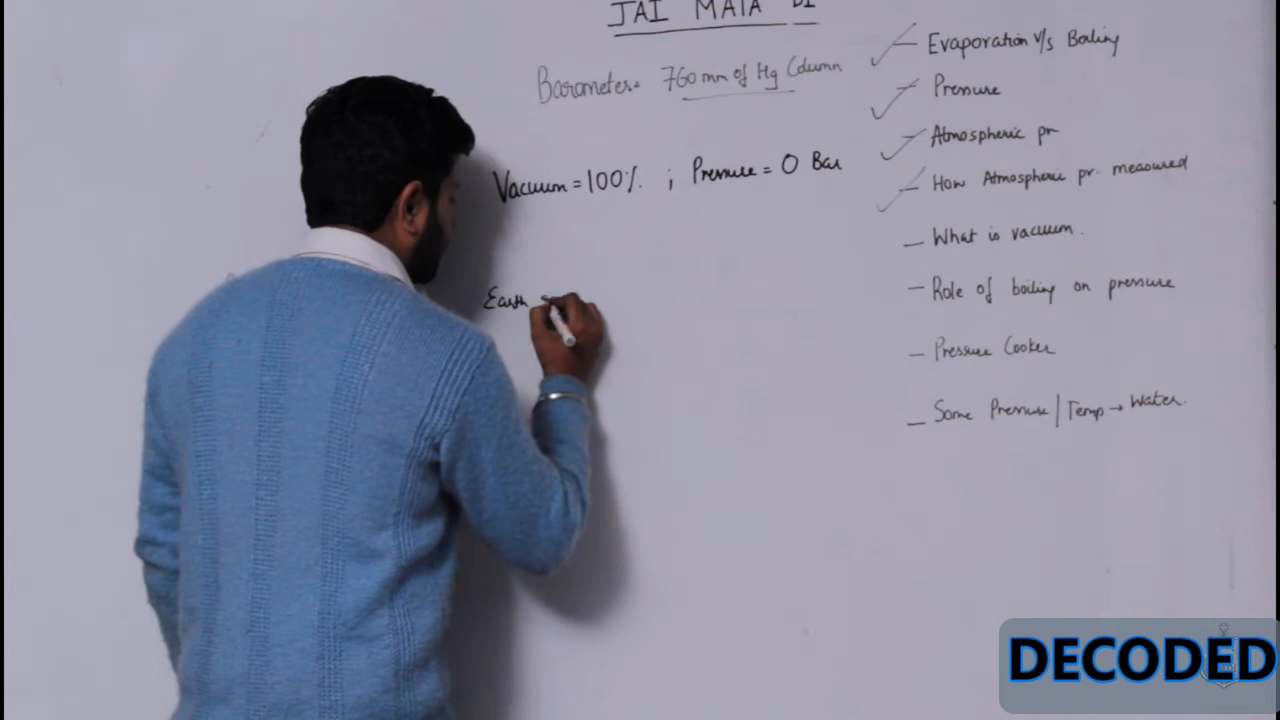 JAI MATA DI
Barometer = 760 mm of Hg Column
Vacuum = 100% ; Pressure = 0 Bar
Earth
— Evaporation v/s Boiling
— Pressure
— Atmospheric pr
— How Atmospheric pr. measured
— What is vacuum.
— Role of boiling on pressure
— Pressure Cooker
— Some Pressure | Temp → Water.
DECODED